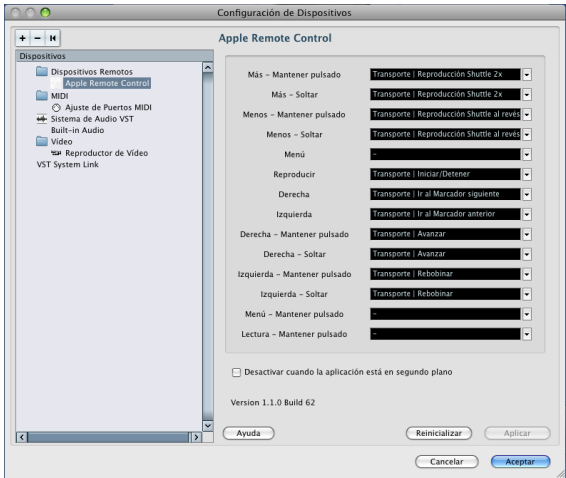 Configuración de Dispositivos
Apple Remote Control
Dispositivos
Dispositivos Remotos
Apple Remote Control
MIDI
Ajuste de Puertos MIDI
Sistema de Audio VST
Built-in Audio
Vídeo
Reproductor de Vídeo
VST System Link
Más – Mantener pulsado Transporte | Reproducción Shuttle 2x
Más – Soltar Transporte | Reproducción Shuttle 2x
Menos – Mantener pulsado Transporte | Reproducción Shuttle al revés
Menos – Soltar Transporte | Reproducción Shuttle al revés
Menú –
Reproducir Transporte | Iniciar/Detener
Derecha Transporte | Ir al Marcador siguiente
Izquierda Transporte | Ir al Marcador anterior
Derecha – Mantener pulsado Transporte | Avanzar
Derecha – Soltar Transporte | Avanzar
Izquierda – Mantener pulsado Transporte | Rebobinar
Izquierda – Soltar Transporte | Rebobinar
Menú – Mantener pulsado –
Lectura – Mantener pulsado –
Desactivar cuando la aplicación está en segundo plano
Version 1.1.0 Build 62
Ayuda Reinicializar Aplicar
Cancelar Aceptar